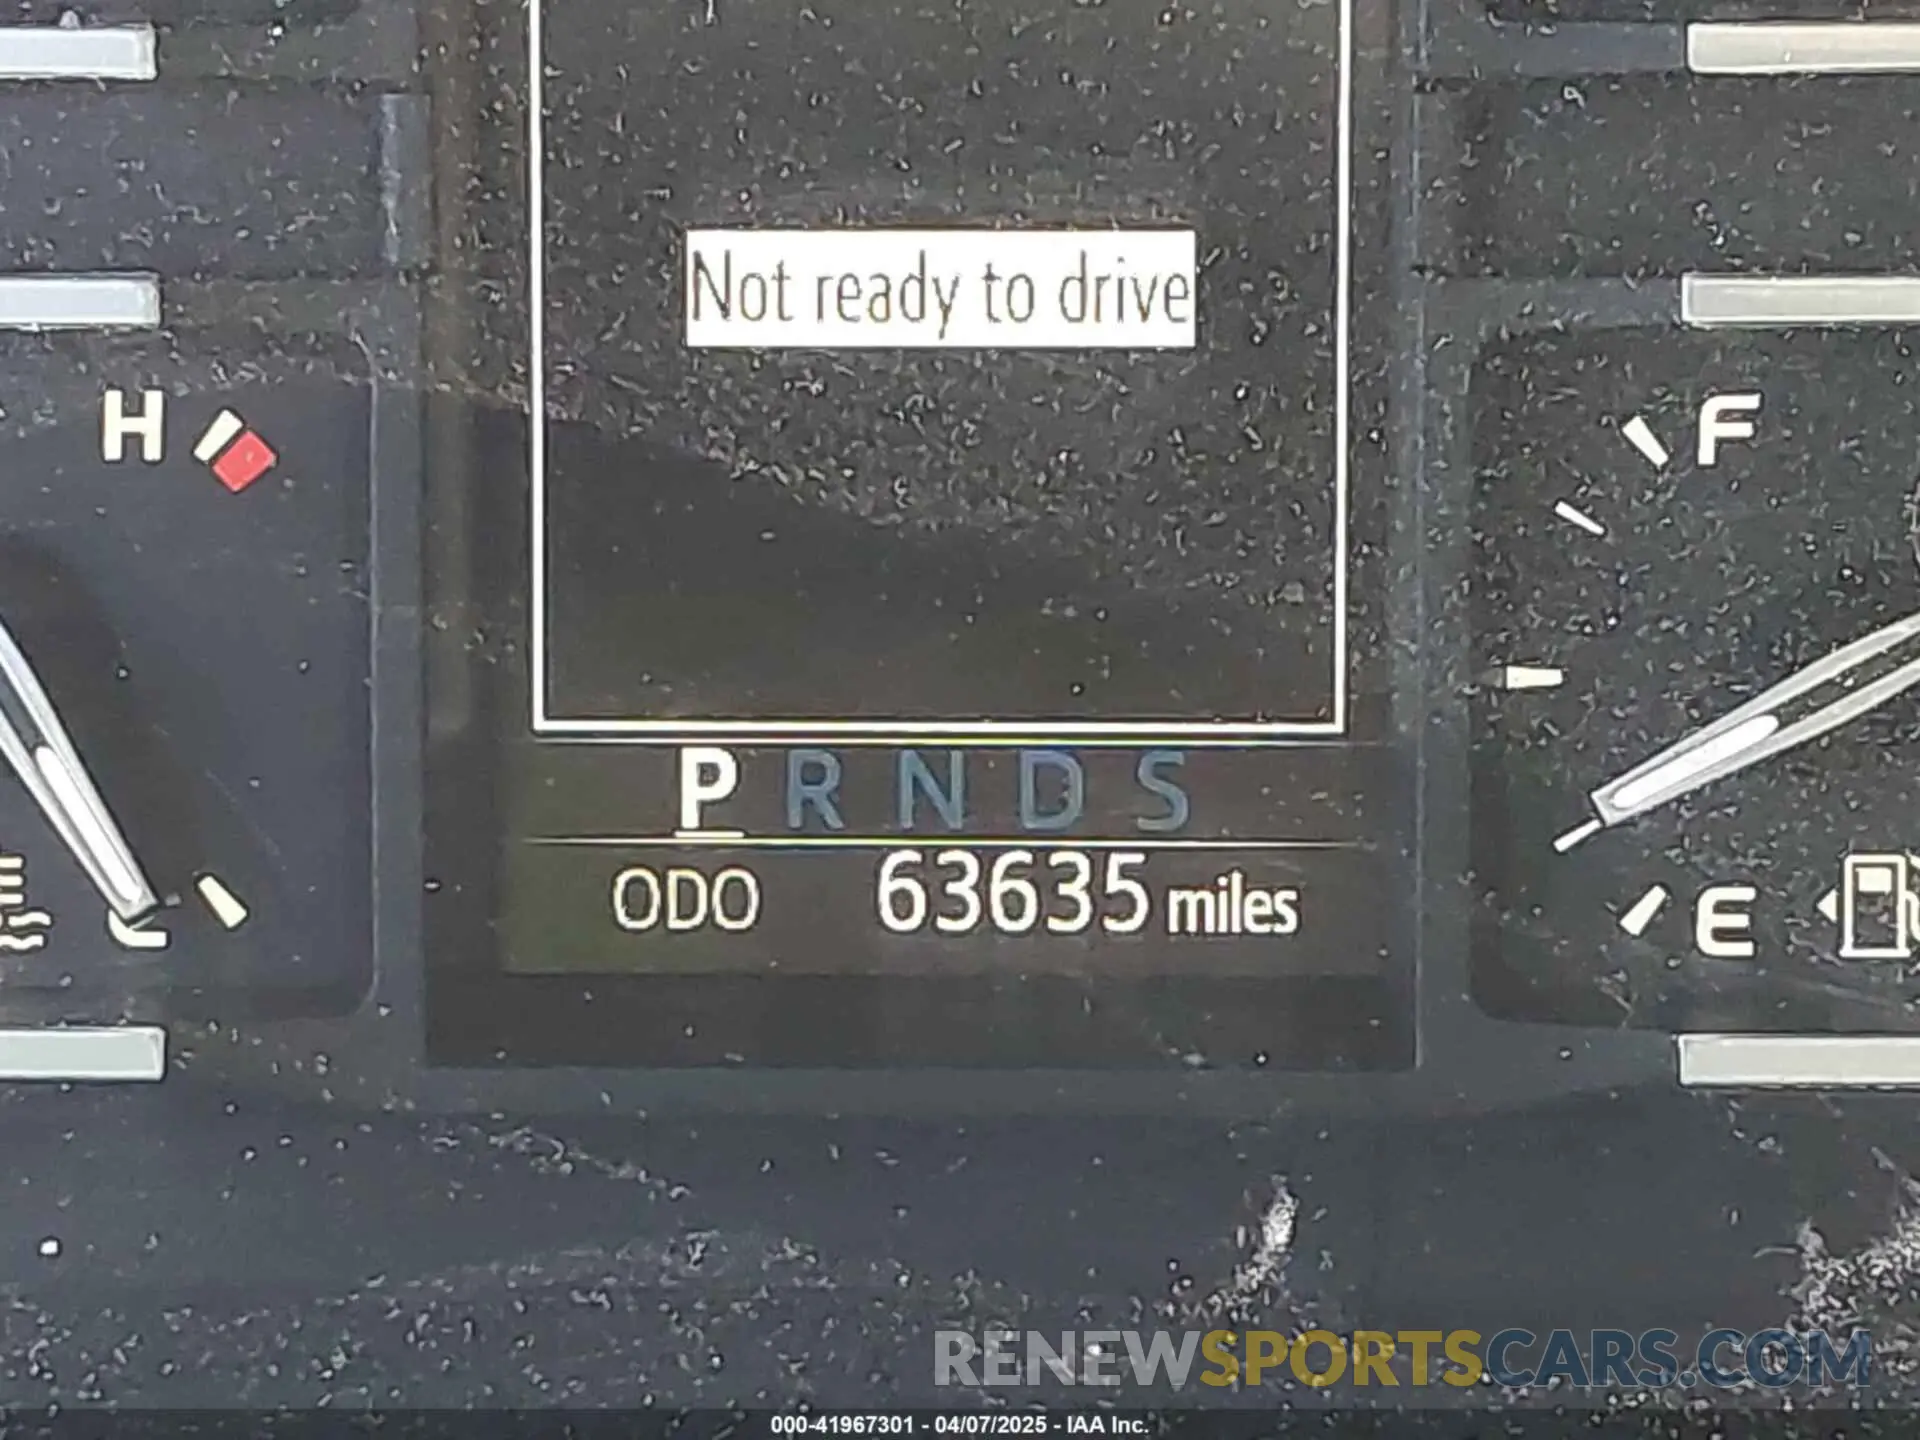 Not ready to drive
H
F
P R N D S
ODO 63635 miles
E
RENEWSPORTSCARS.COM
000-41967301 - 04/07/2025 - IAA Inc.